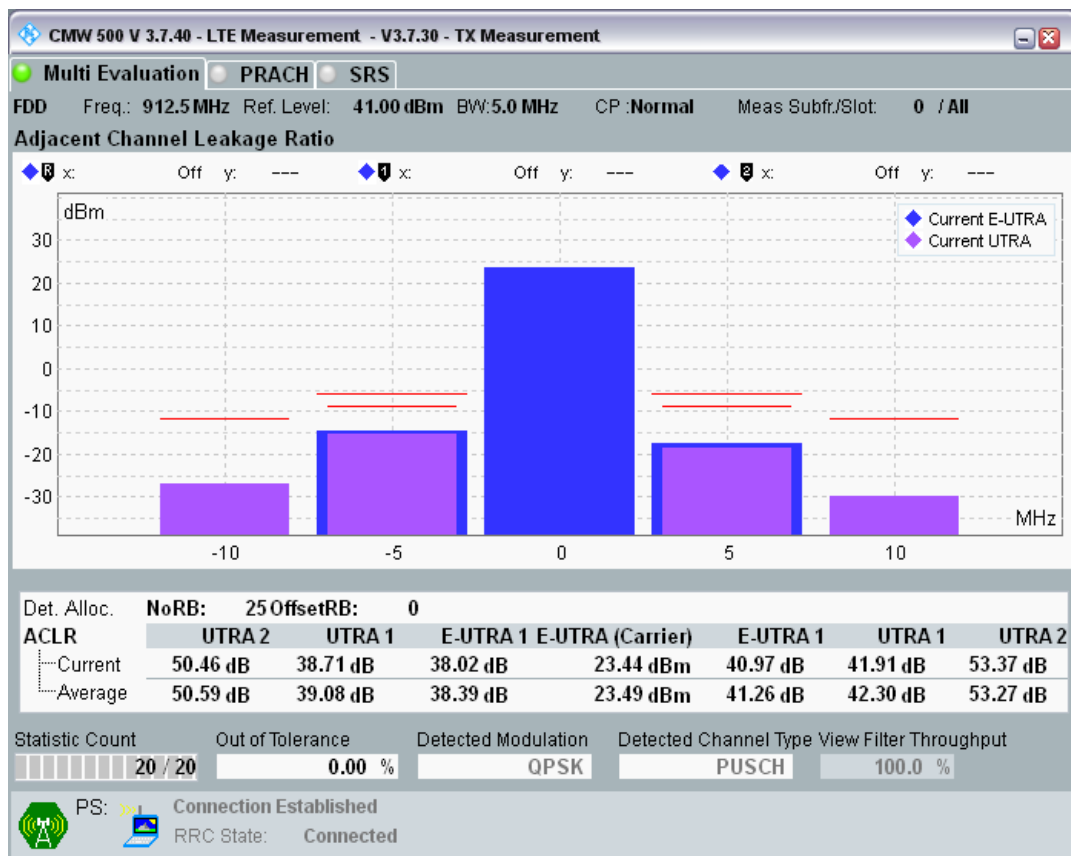 CMW 500 V 3.7.40 - LTE Measurement - V3.7.30 - TX Measurement
Multi Evaluation PRACH SRS
FDD Freq.: 912.5 MHz Ref. Level: 41.00 dBm BW:5.0 MHz CP :Normal Meas Subfr./Slot: 0 / All
Adjacent Channel Leakage Ratio
R x: Off y: --- 1 x: Off y: --- 2 x: Off y: ---
dBm
Current E-UTRA
Current UTRA
30
20
10
0
-10
-20
-30
MHz
-10 -5 0 5 10
Det. Alloc. NoRB: 25 OffsetRB: 0
ACLR UTRA 2 UTRA 1 E-UTRA 1 E-UTRA (Carrier) E-UTRA 1 UTRA 1 UTRA 2
Current 50.46 dB 38.71 dB 38.02 dB 23.44 dBm 40.97 dB 41.91 dB 53.37 dB
Average 50.59 dB 39.08 dB 38.39 dB 23.49 dBm 41.26 dB 42.30 dB 53.27 dB
Statistic Count Out of Tolerance Detected Modulation Detected Channel Type View Filter Throughput
20 / 20 0.00 % QPSK PUSCH 100.0 %
PS: Connection Established
RRC State: Connected